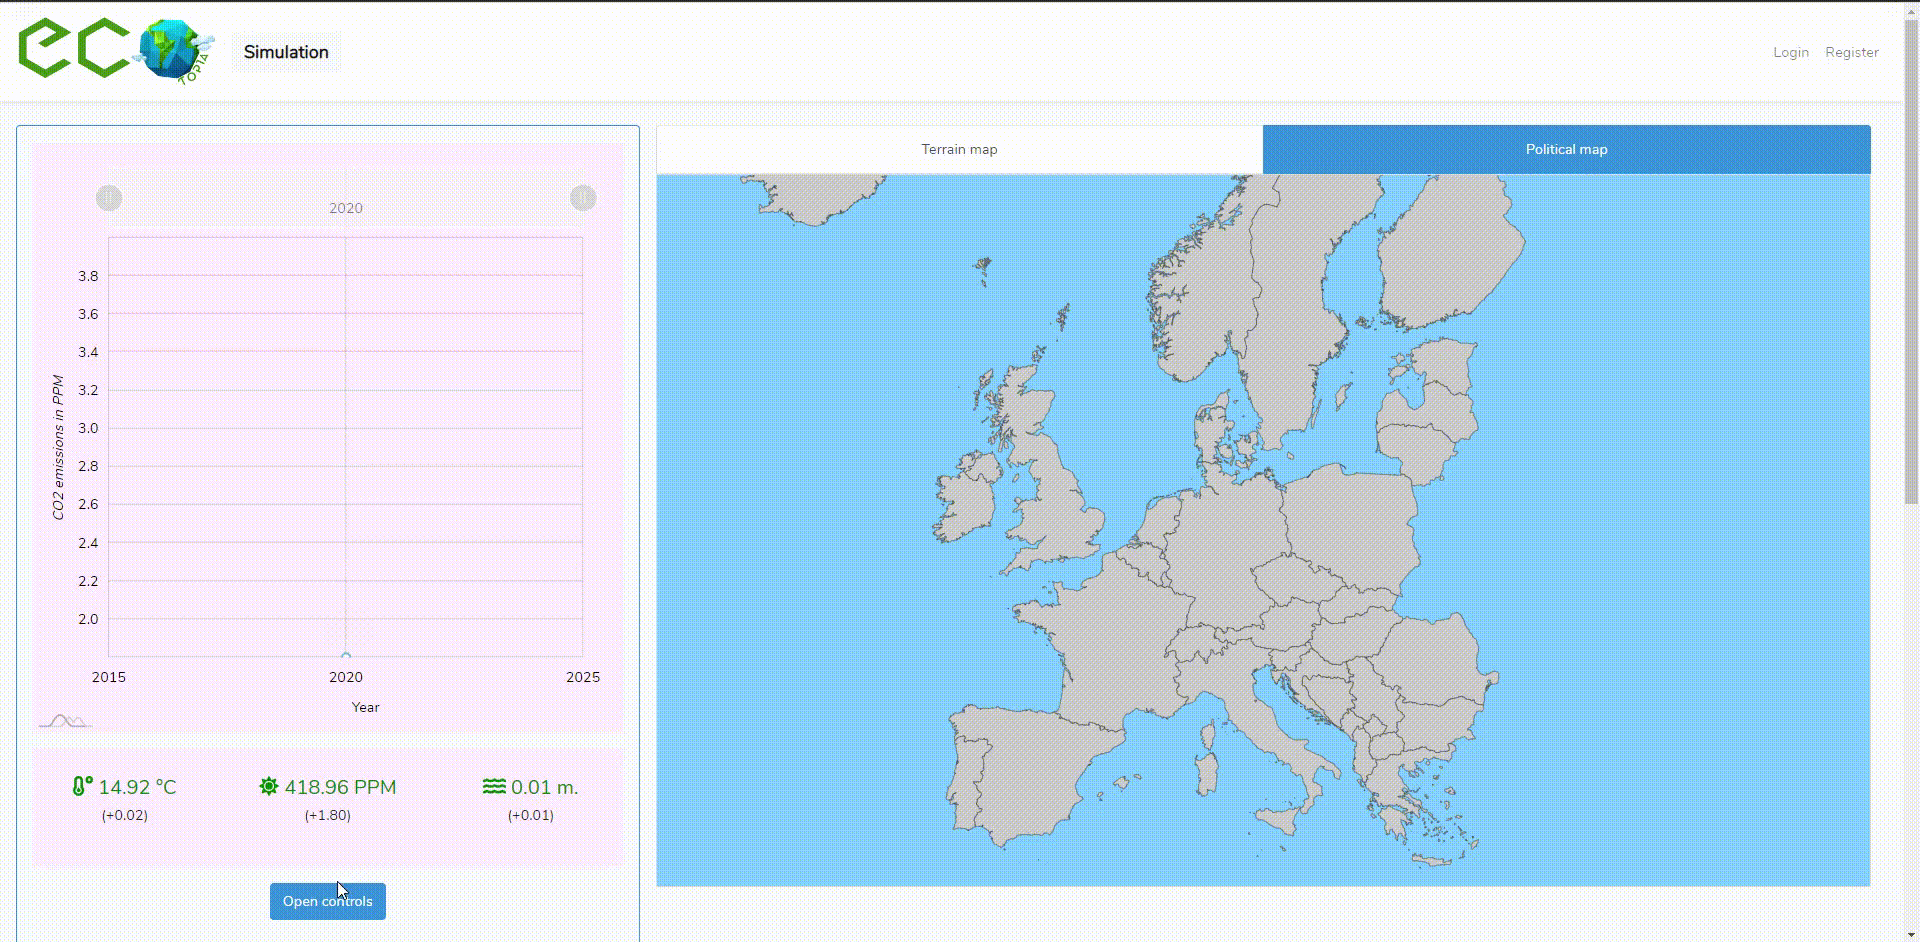 ec
TOPIA
Simulation
Login
Register
Terrain map
Political map
2020
3.8
3.6
3.4
3.2
3.0
2.8
2.6
2.4
2.2
2.0
CO2 emissions in PPM
2015
2020
2025
Year
14.92 °C
(+0.02)
418.96 PPM
(+1.80)
0.01 m.
(+0.01)
Open controls